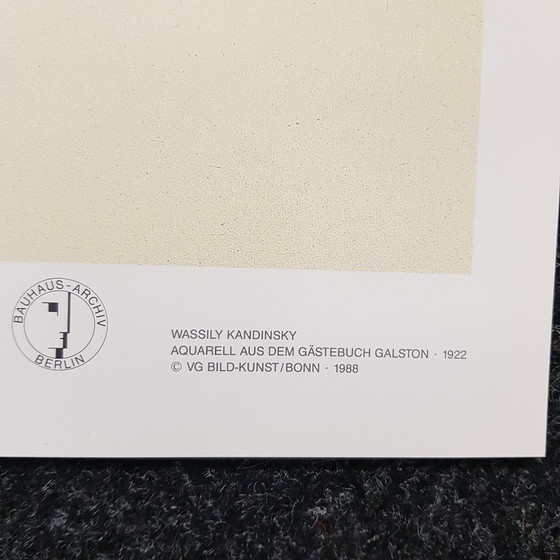 BAUHAUS-ARCHIV
BERLIN
WASSILY KANDINSKY
AQUARELL AUS DEM GÄSTEBUCH GALSTON · 1922
© VG BILD-KUNST/BONN · 1988